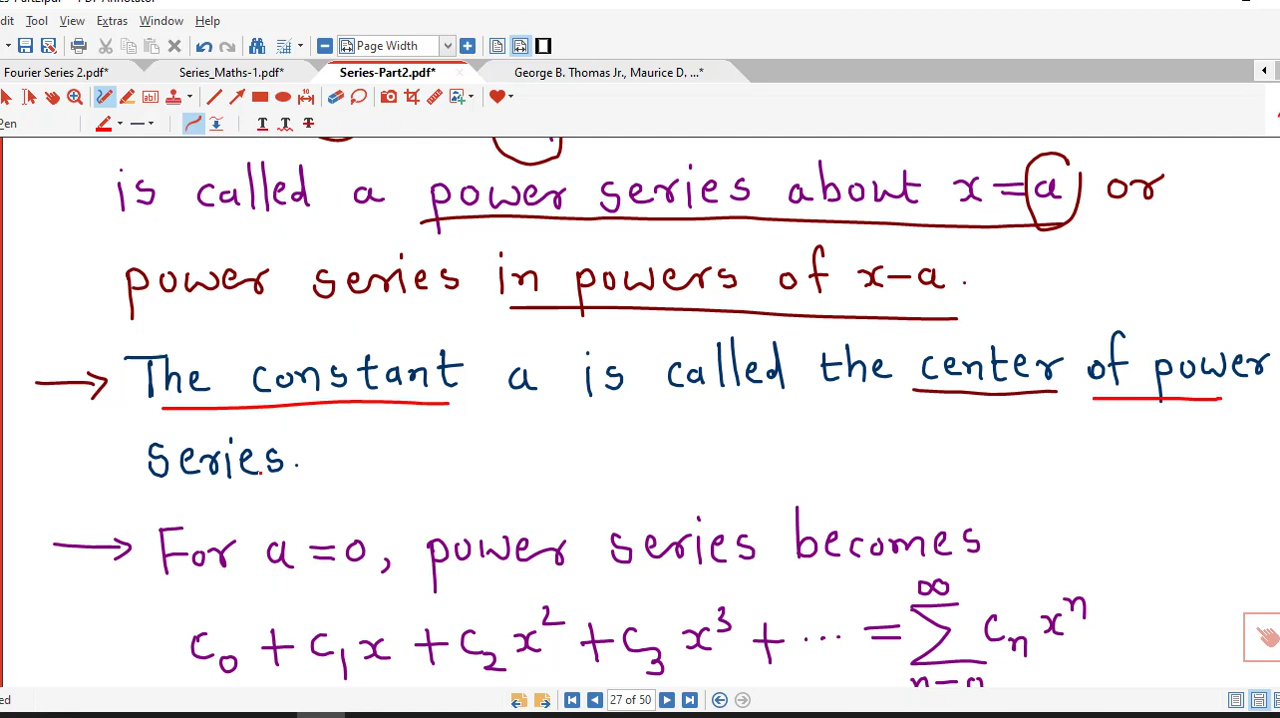 Edit Tool View Extras Window Help
Page Width
Fourier Series 2.pdf* Series_Maths-1.pdf* Series-Part2.pdf* George B. Thomas Jr., Maurice D. ...*
Pen
is called a power series about x=a or
power series in powers of x-a.
→ The constant a is called the center of power
series.
→ For a=0, power series becomes
c₀ + c₁x + c₂x² + c₃x³ + ... = ∑ cₙxⁿ
27 of 50